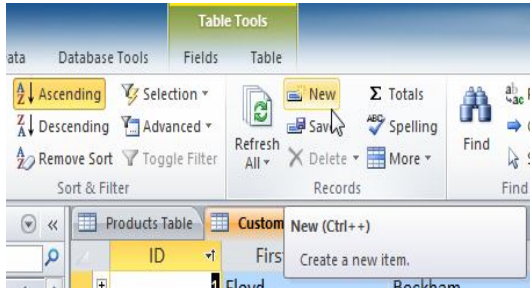 Table Tools
ata Database Tools Fields Table
Ascending Selection New Σ Totals
Descending Advanced Save Spelling
Remove Sort Toggle Filter Refresh All Delete More Find
Sort & Filter Records Find
Products Table Custom
New (Ctrl++)
Create a new item.
ID Firs
1 Floyd Beckham